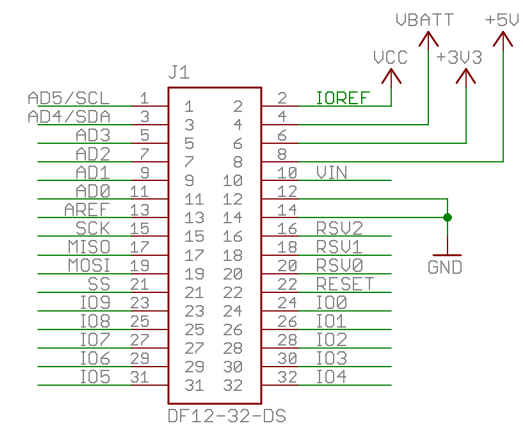 VBATT +5V
VCC +3V3
J1
AD5/SCL 1 1 2 2 IOREF
AD4/SDA 3 3 4 4
AD3 5 5 6 6
AD2 7 7 8 8
AD1 9 9 10 10 VIN
AD0 11 11 12 12
AREF 13 13 14 14
SCK 15 15 16 16 RSV2
MISO 17 17 18 18 RSV1
MOSI 19 19 20 20 RSV0
SS 21 21 22 22 RESET
IO9 23 23 24 24 IO0
IO8 25 25 26 26 IO1
IO7 27 27 28 28 IO2
IO6 29 29 30 30 IO3
IO5 31 31 32 32 IO4
GND
DF12-32-DS